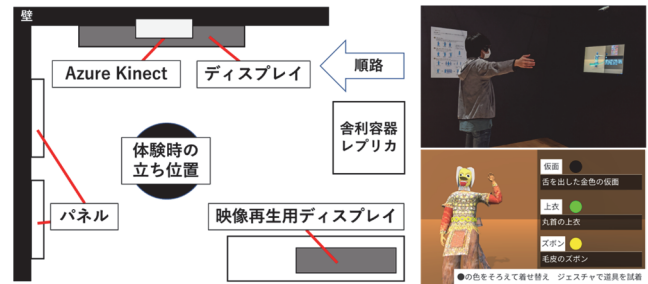 壁
Azure Kinect
ディスプレイ
順路
舎利容器
レプリカ
体験時の
立ち位置
パネル
映像再生用ディスプレイ
仮面
舌を出した金色の仮面
上衣
丸首の上衣
ズボン
毛皮のズボン
●の色をそろえて着せ替え ジェスチャで道具を試着